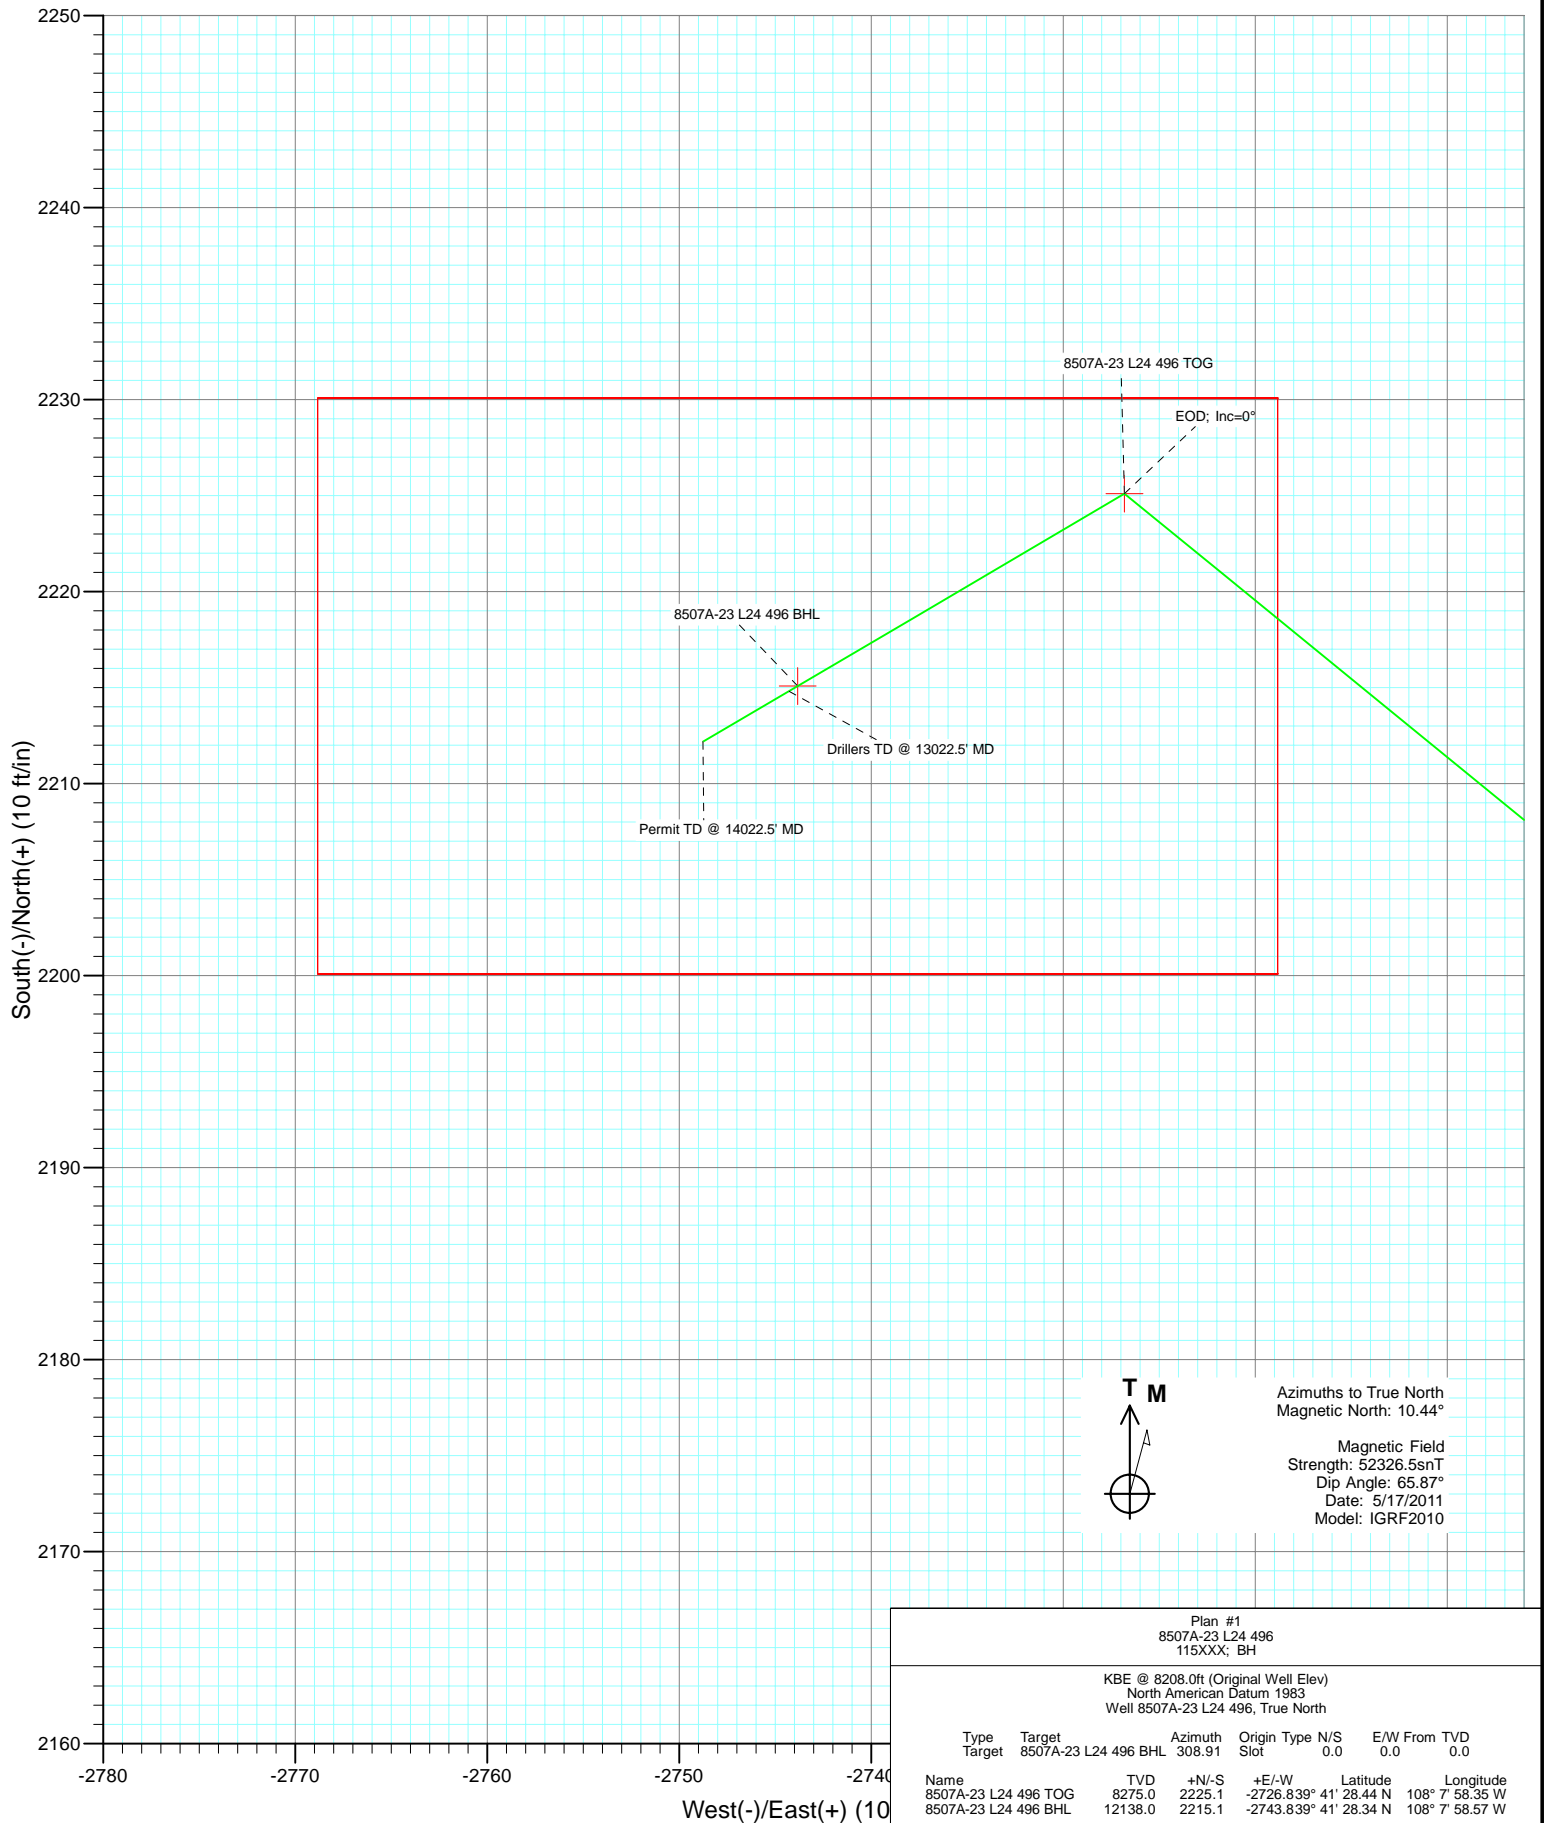 2250
2240
2230
2220
2210
2200
2190
2180
2170
2160
South(-)/North(+) (10 ft/in)
8507A-23 L24 496 TOG
EOD; Inc=0°
8507A-23 L24 496 BHL
Drillers TD @ 13022.5' MD
Permit TD @ 14022.5' MD
T M
Azimuths to True North
Magnetic North: 10.44°
Magnetic Field
Strength: 52326.5snT
Dip Angle: 65.87°
Date: 5/17/2011
Model: IGRF2010
-2780 -2770 -2760 -2750 -2740
West(-)/East(+) (10
Plan #1
8507A-23 L24 496
115XXX; BH
KBE @ 8208.0ft (Original Well Elev)
North American Datum 1983
Well 8507A-23 L24 496, True North
Type Target Azimuth Origin Type N/S E/W From TVD
Target 8507A-23 L24 496 BHL 308.91 Slot 0.0 0.0 0.0
Name TVD +N/-S +E/-W Latitude Longitude
8507A-23 L24 496 TOG 8275.0 2225.1 -2726.839° 41' 28.44 N 108° 7' 58.35 W
8507A-23 L24 496 BHL 12138.0 2215.1 -2743.839° 41' 28.34 N 108° 7' 58.57 W